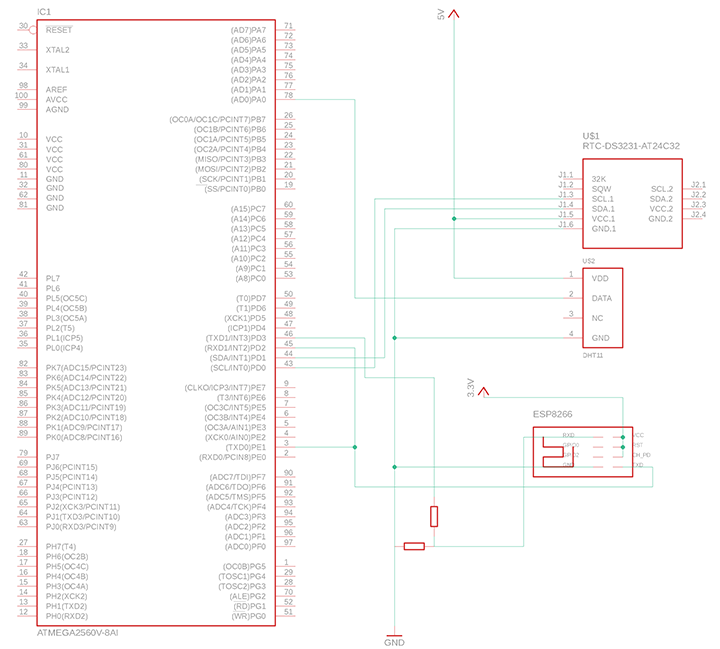 IC1
30 RESET
33 XTAL2
34 XTAL1
98 AREF
100 AVCC
99 AGND
10 VCC
31 VCC
61 VCC
80 VCC
11 GND
32 GND
62 GND
81 GND
42 PL7
41 PL6
40 PL5(OC5C)
39 PL4(OC5B)
38 PL3(OC5A)
37 PL2(T5)
36 PL1(ICP5)
35 PL0(ICP4)
82 PK7(ADC15/PCINT23)
83 PK6(ADC14/PCINT22)
84 PK5(ADC13/PCINT21)
85 PK4(ADC12/PCINT20)
86 PK3(ADC11/PCINT19)
87 PK2(ADC10/PCINT18)
88 PK1(ADC9/PCINT17)
89 PK0(ADC8/PCINT16)
79 PJ7
69 PJ6(PCINT15)
68 PJ5(PCINT14)
67 PJ4(PCINT13)
66 PJ3(PCINT12)
65 PJ2(XCK3/PCINT11)
64 PJ1(TXD3/PCINT10)
63 PJ0(RXD3/PCINT9)
27 PH7(T4)
18 PH6(OC2B)
17 PH5(OC4C)
16 PH4(OC4B)
15 PH3(OC4A)
14 PH2(XCK2)
13 PH1(TXD2)
12 PH0(RXD2)
(AD7)PA7 71
(AD6)PA6 72
(AD5)PA5 73
(AD4)PA4 74
(AD3)PA3 75
(AD2)PA2 76
(AD1)PA1 77
(AD0)PA0 78
(OC0A/OC1C/PCINT7)PB7 26
(OC1B/PCINT6)PB6 25
(OC1A/PCINT5)PB5 24
(OC2A/PCINT4)PB4 23
(MISO/PCINT3)PB3 22
(MOSI/PCINT2)PB2 21
(SCK/PCINT1)PB1 20
(SS/PCINT0)PB0 19
(A15)PC7 60
(A14)PC6 59
(A13)PC5 58
(A12)PC4 57
(A11)PC3 56
(A10)PC2 55
(A9)PC1 54
(A8)PC0 53
(T0)PD7 50
(T1)PD6 49
(XCK1)PD5 48
(ICP1)PD4 47
(TXD1/INT3)PD3 46
(RXD1/INT2)PD2 45
(SDA/INT1)PD1 44
(SCL/INT0)PD0 43
(CLKO/ICP3/INT7)PE7 9
(T3/INT6)PE6 8
(OC3C/INT5)PE5 7
(OC3B/INT4)PE4 6
(OC3A/AIN1)PE3 5
(XCK0/AIN0)PE2 4
(TXD0)PE1 3
(RXD0/PCINT8)PE0 2
(ADC7/TDI)PF7 90
(ADC6/TDO)PF6 91
(ADC5/TMS)PF5 92
(ADC4/TCK)PF4 93
(ADC3)PF3 94
(ADC2)PF2 95
(ADC1)PF1 96
(ADC0)PF0 97
(OC0B)PG5 1
(TOSC1)PG4 29
(TOSC2)PG3 28
(ALE)PG2 70
(RD)PG1 52
(WR)PG0 51
ATMEGA2560V-8AI
5V
U$1
RTC-DS3231-AT24C32
J1.1 32K
J1.2 SQW SCL.2 J2.1
J1.3 SCL.1 SDA.2 J2.2
J1.4 SDA.1 VCC.2 J2.3
J1.5 VCC.1 GND.2 J2.4
J1.6 GND.1
U$2
1 VDD
2 DATA
3 NC
4 GND
DHT11
3.3V
ESP8266
RXD VCC
GPIO0 RST
GPIO2 CH_PD
GND TXD
GND